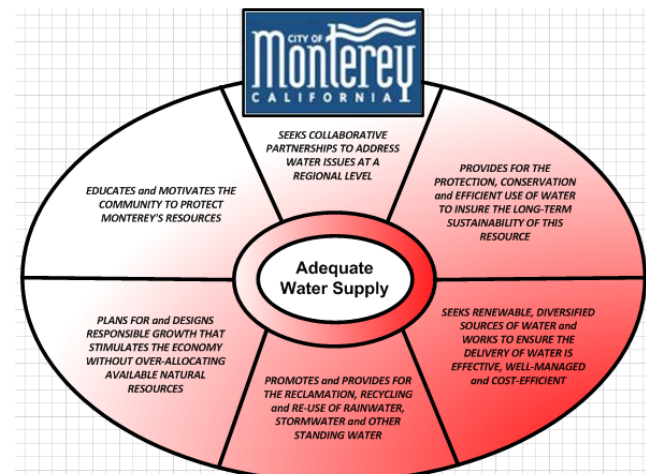 CITY OF
Monterey
CALIFORNIA
SEEKS COLLABORATIVE
PARTNERSHIPS TO ADDRESS
WATER ISSUES AT A
REGIONAL LEVEL
PROVIDES FOR THE
PROTECTION, CONSERVATION
and EFFICIENT USE OF WATER
TO INSURE THE LONG-TERM
SUSTAINABILITY OF THIS
RESOURCE
EDUCATES and MOTIVATES THE
COMMUNITY TO PROTECT
MONTEREY'S RESOURCES
Adequate
Water Supply
SEEKS RENEWABLE, DIVERSIFIED
SOURCES OF WATER and
WORKS TO ENSURE THE
DELIVERY OF WATER IS
EFFECTIVE, WELL-MANAGED
and COST-EFFICIENT
PLANS FOR and DESIGNS
RESPONSIBLE GROWTH THAT
STIMULATES THE ECONOMY
WITHOUT OVER-ALLOCATING
AVAILABLE NATURAL
RESOURCES
PROMOTES and PROVIDES FOR
THE RECLAMATION, RECYCLING
and RE-USE OF RAINWATER,
STORMWATER and OTHER
STANDING WATER